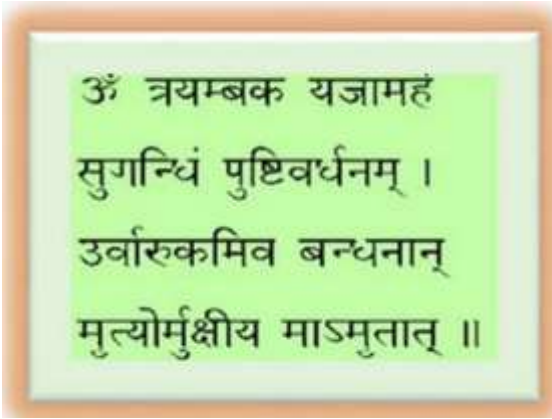 ॐ त्रयम्बक यजामहे
सुगन्धिं पुष्टिवर्धनम् ।
उर्वारुकमिव बन्धनान्
मृत्योर्मुक्षीय माऽमृतात् ॥